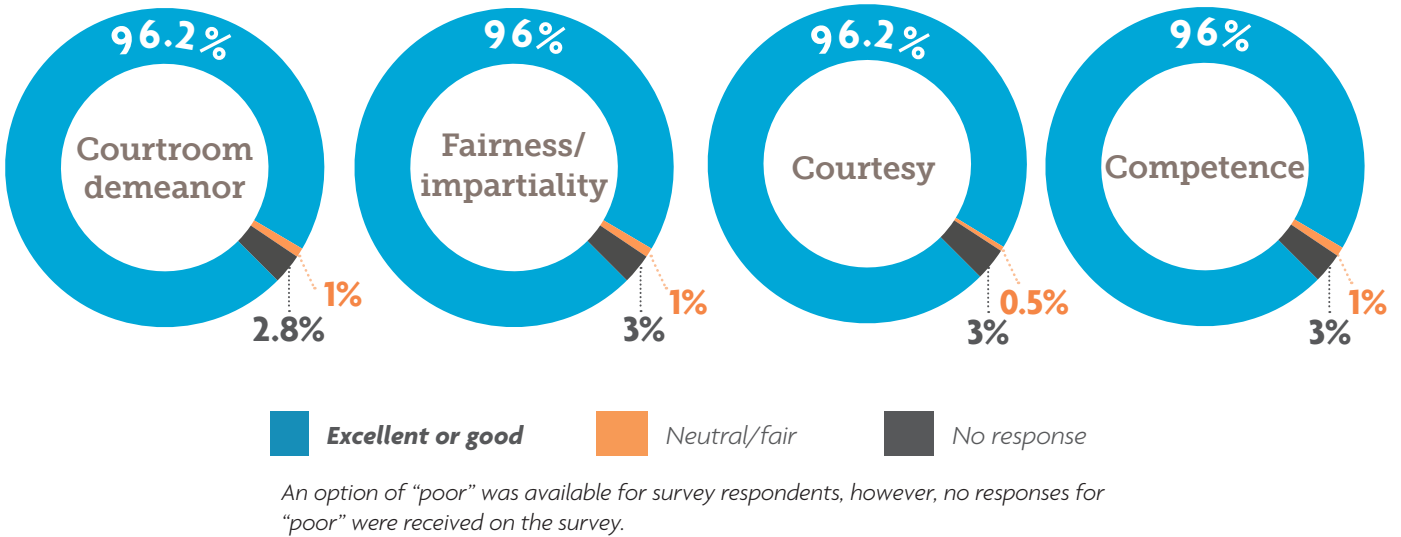 96.2%
Courtroom
demeanor
1%
2.8%
96%
Fairness/
impartiality
1%
3%
96.2%
Courtesy
0.5%
3%
96%
Competence
1%
3%
Excellent or good
Neutral/fair
No response
An option of “poor” was available for survey respondents, however, no responses for
“poor” were received on the survey.